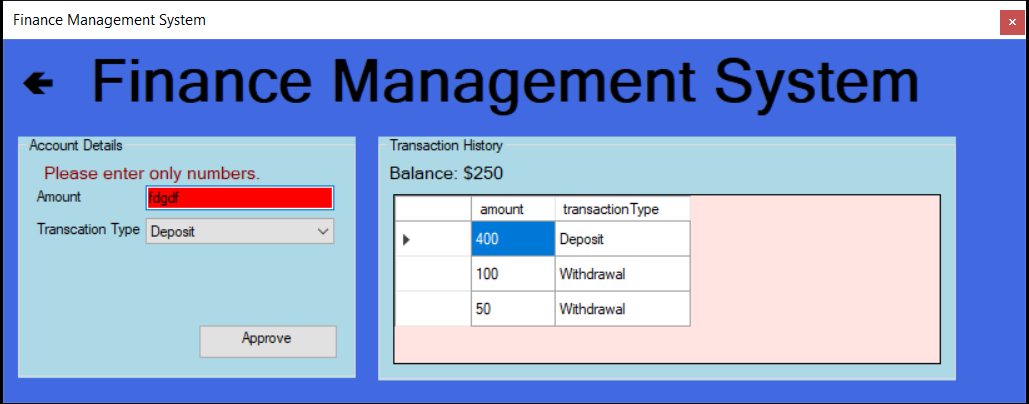 Finance Management System
Finance Management System
Account Details
Please enter only numbers.
Amount fdgdf
Transcation Type Deposit
Approve
Transaction History
Balance: $250
amount transactionType
400 Deposit
100 Withdrawal
50 Withdrawal